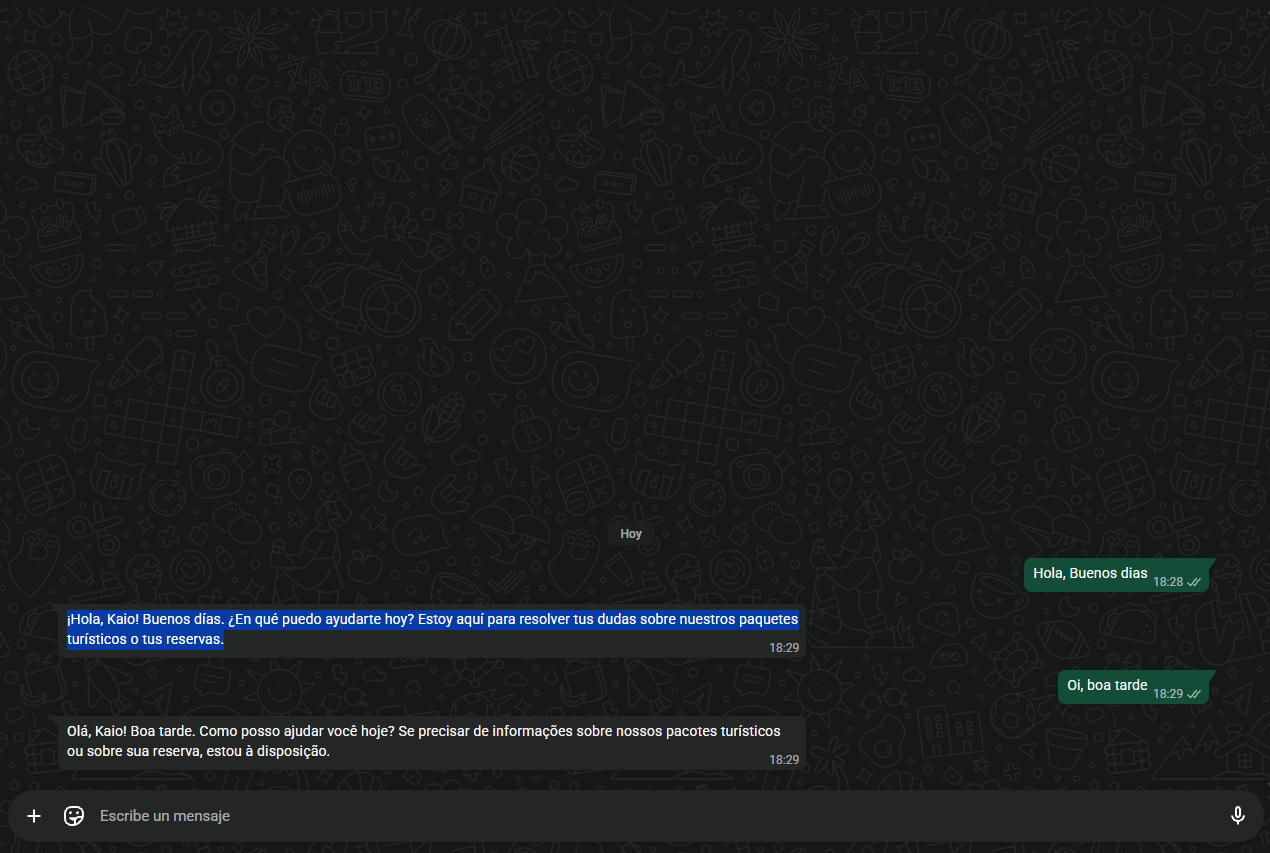 Hoy
Hola, Buenos dias 18:28
¡Hola, Kaio! Buenos días. ¿En qué puedo ayudarte hoy? Estoy aquí para resolver tus dudas sobre nuestros paquetes
turísticos o tus reservas.
18:29
Oi, boa tarde 18:29
Olá, Kaio! Boa tarde. Como posso ajudar você hoje? Se precisar de informações sobre nossos pacotes turísticos
ou sobre sua reserva, estou à disposição.
18:29
Escribe un mensaje